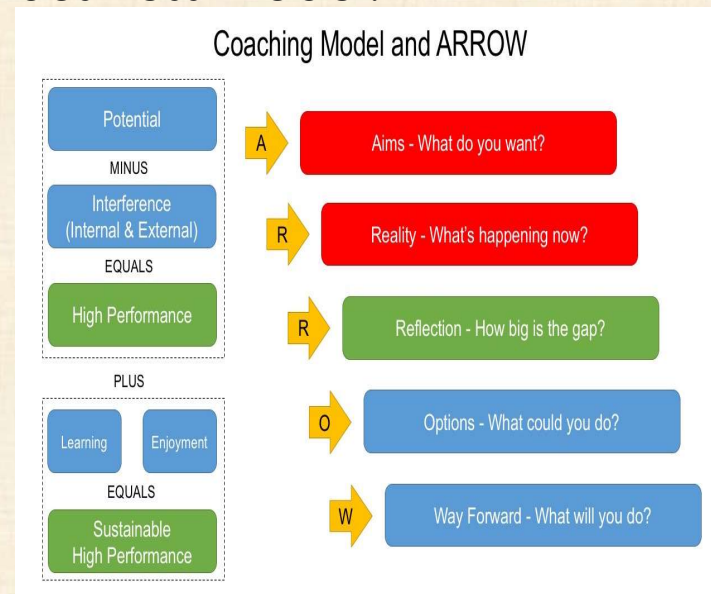 Coaching Model and ARROW
Potential
MINUS
Interference
(Internal & External)
EQUALS
High Performance
PLUS
Learning
Enjoyment
EQUALS
Sustainable
High Performance
A
Aims - What do you want?
R
Reality - What's happening now?
R
Reflection - How big is the gap?
O
Options - What could you do?
W
Way Forward - What will you do?